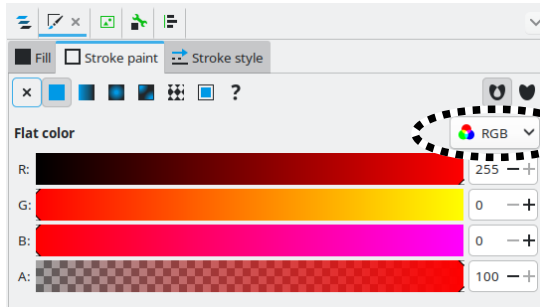 Fill Stroke paint Stroke style
?
Flat color RGB
R: 255
G: 0
B: 0
A: 100